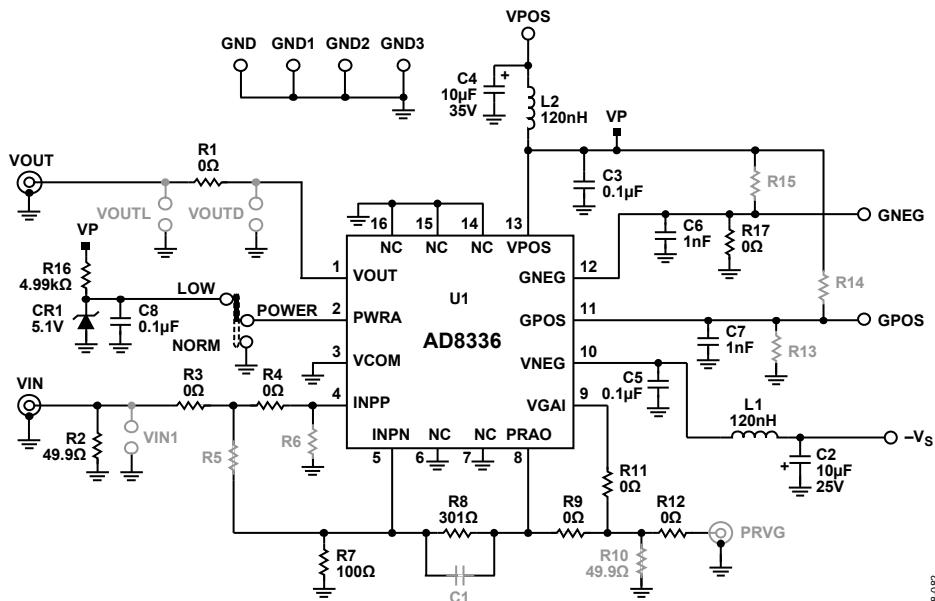 VPOS
GND GND1 GND2 GND3
C4
10µF
35V
+
L2
120nH
VP
VOUT
R1
0Ω
VOUTL
VOUTD
C3
0.1µF
R15
GNEG
C6
1nF
R17
0Ω
R14
16 15 14 13
NC NC NC VPOS
VP
R16
4.99kΩ
CR1
5.1V
C8
0.1µF
LOW
POWER
NORM
1 VOUT
2 PWRA
3 VCOM
4 INPP
U1
AD8336
GNEG 12
GPOS 11
VNEG 10
VGAI 9
INPN NC NC PRAO
5 6 7 8
GPOS
C7
1nF
R13
C5
0.1µF
L1
120nH
–VS
C2
10µF
25V
+
VIN
R3
0Ω
R4
0Ω
R2
49.9Ω
VIN1
R5
R6
R11
0Ω
R8
301Ω
R9
0Ω
R12
0Ω
PRVG
R7
100Ω
C1
R10
49.9Ω